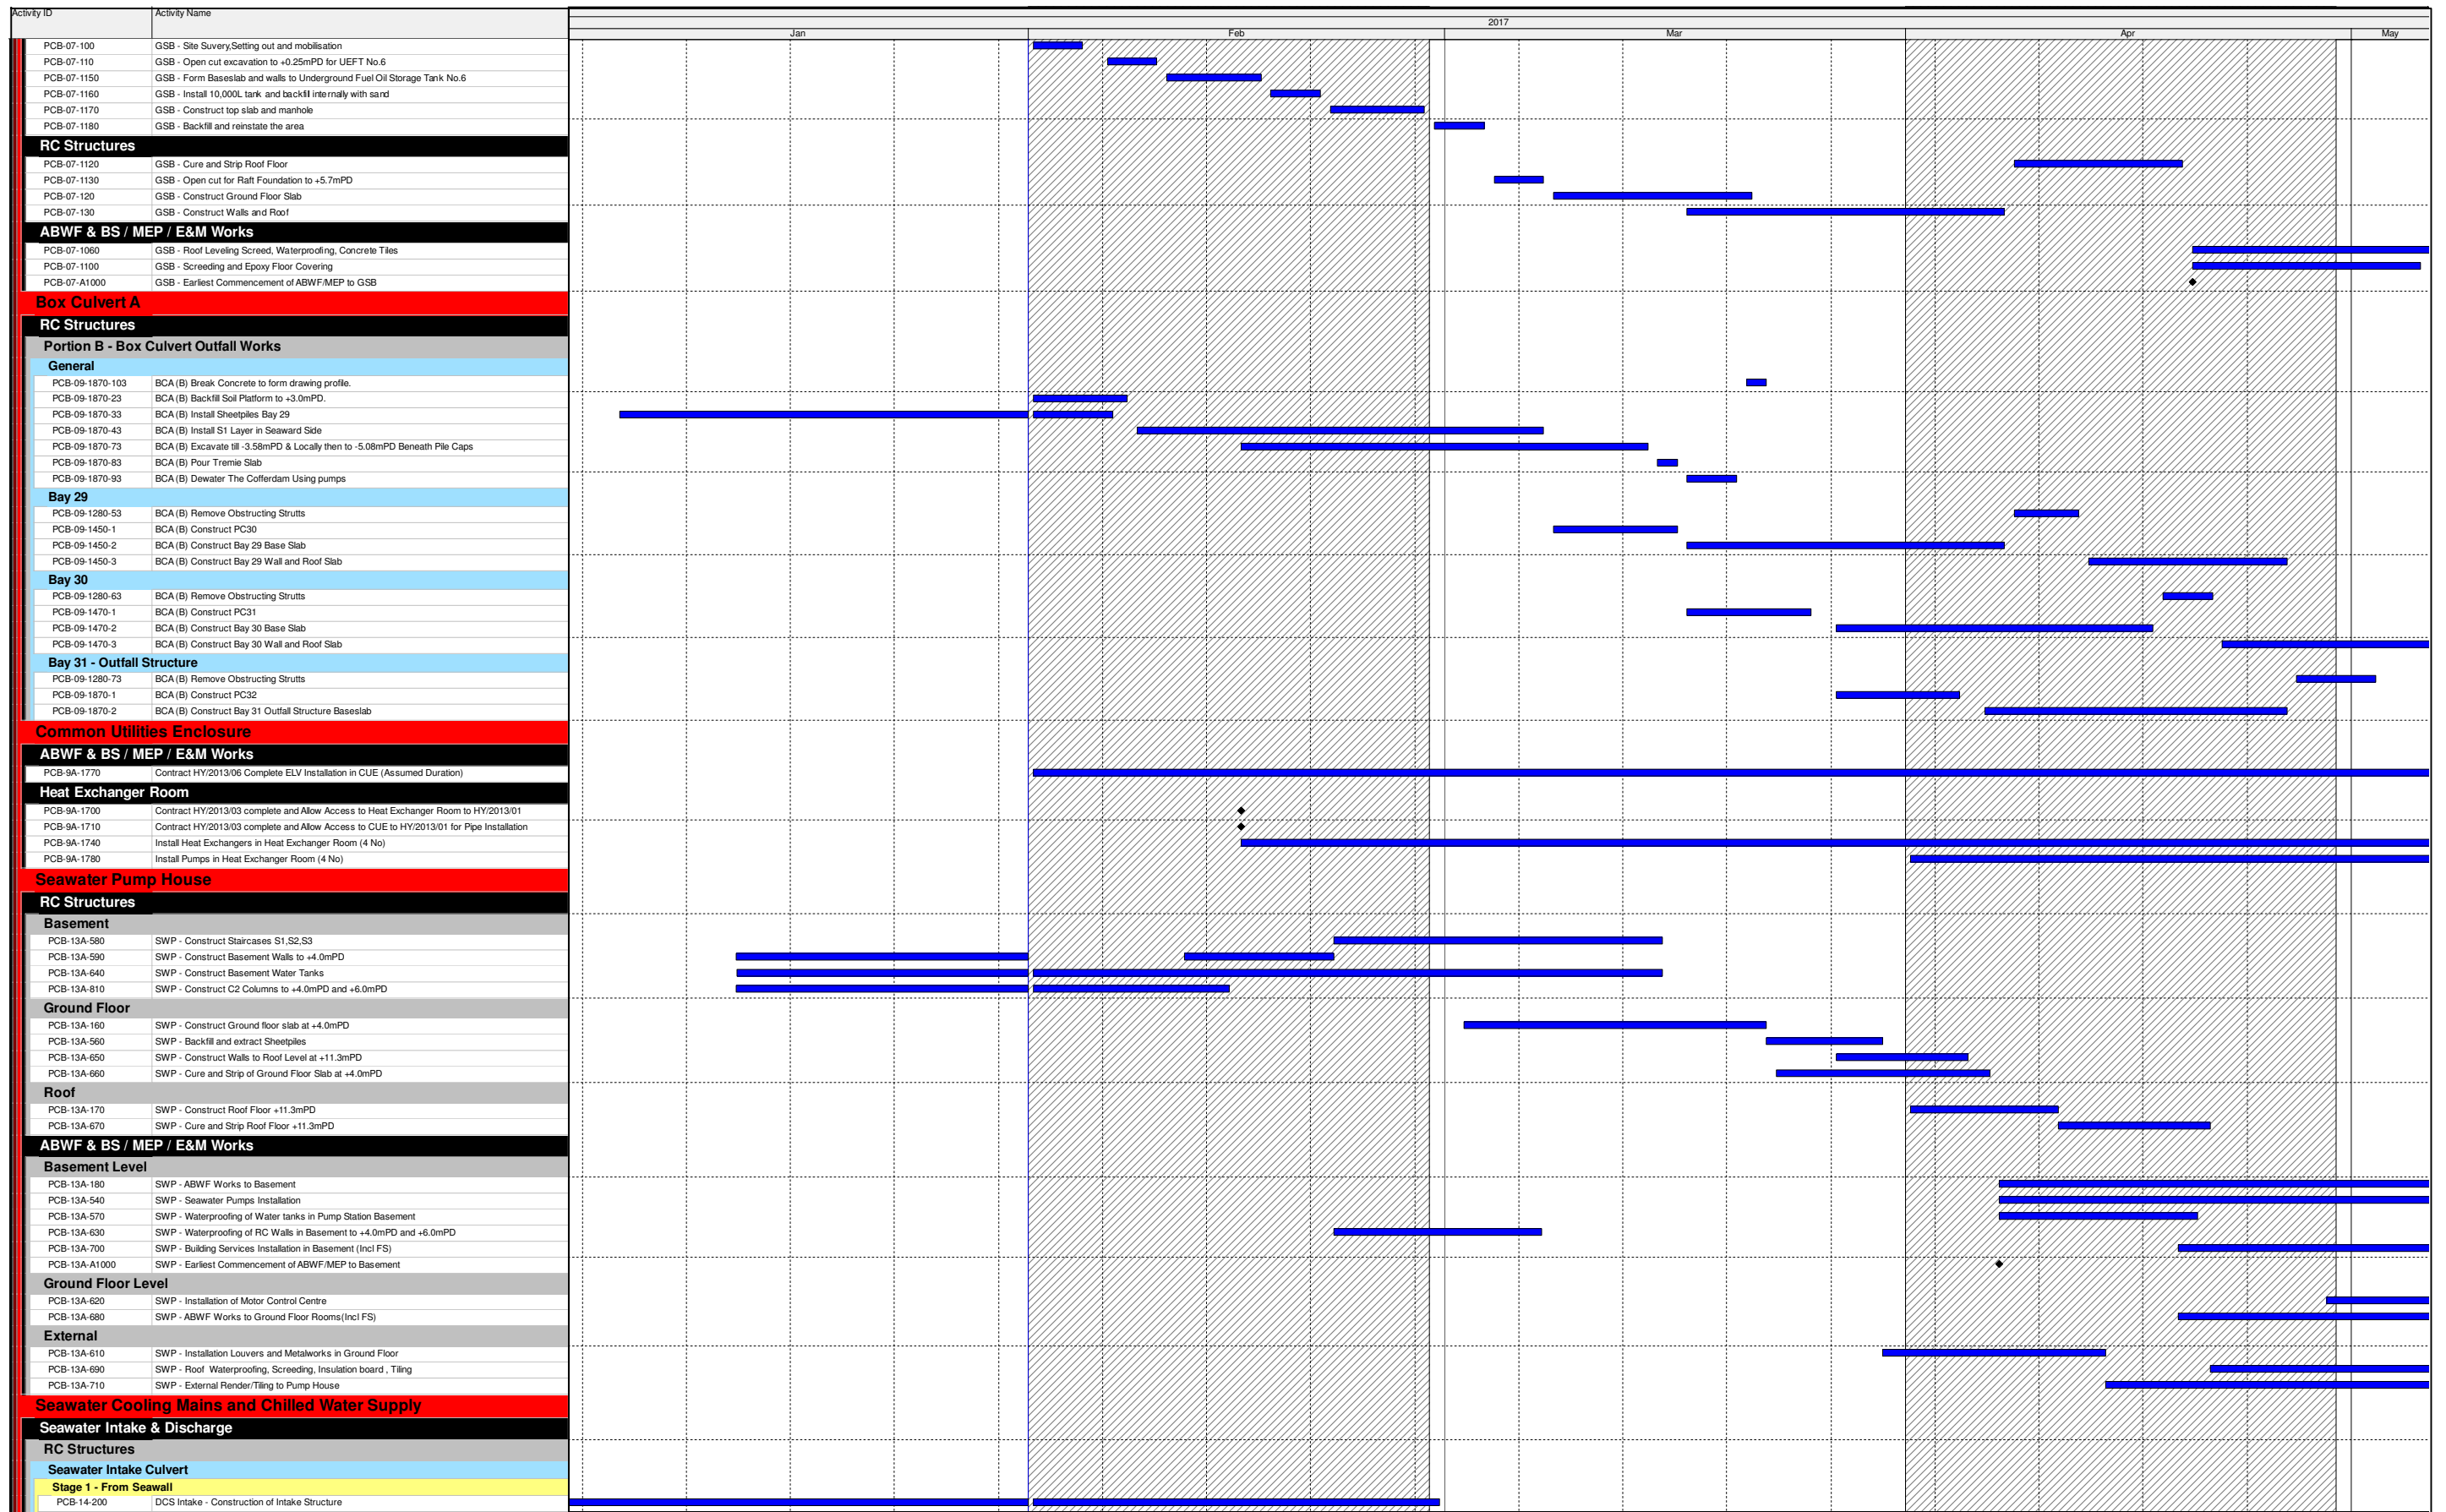 Activity ID Activity Name
2017
Jan Feb Mar Apr May
PCB-07-100 GSB - Site Suvery,Setting out and mobilisation
PCB-07-110 GSB - Open cut excavation to +0.25mPD for UEFT No.6
PCB-07-1150 GSB - Form Baseslab and walls to Underground Fuel Oil Storage Tank No.6
PCB-07-1160 GSB - Install 10,000L tank and backfill internally with sand
PCB-07-1170 GSB - Construct top slab and manhole
PCB-07-1180 GSB - Backfill and reinstate the area
RC Structures
PCB-07-1120 GSB - Cure and Strip Roof Floor
PCB-07-1130 GSB - Open cut for Raft Foundation to +5.7mPD
PCB-07-120 GSB - Construct Ground Floor Slab
PCB-07-130 GSB - Construct Walls and Roof
ABWF & BS / MEP / E&M Works
PCB-07-1060 GSB - Roof Leveling Screed, Waterproofing, Concrete Tiles
PCB-07-1100 GSB - Screeding and Epoxy Floor Covering
PCB-07-A1000 GSB - Earliest Commencement of ABWF/MEP to GSB
Box Culvert A
RC Structures
Portion B - Box Culvert Outfall Works
General
PCB-09-1870-103 BCA (B) Break Concrete to form drawing profile.
PCB-09-1870-23 BCA (B) Backfill Soil Platform to +3.0mPD.
PCB-09-1870-33 BCA (B) Install Sheetpiles Bay 29
PCB-09-1870-43 BCA (B) Install S1 Layer in Seaward Side
PCB-09-1870-73 BCA (B) Excavate till -3.58mPD & Locally then to -5.08mPD Beneath Pile Caps
PCB-09-1870-83 BCA (B) Pour Tremie Slab
PCB-09-1870-93 BCA (B) Dewater The Cofferdam Using pumps
Bay 29
PCB-09-1280-53 BCA (B) Remove Obstructing Strutts
PCB-09-1450-1 BCA (B) Construct PC30
PCB-09-1450-2 BCA (B) Construct Bay 29 Base Slab
PCB-09-1450-3 BCA (B) Construct Bay 29 Wall and Roof Slab
Bay 30
PCB-09-1280-63 BCA (B) Remove Obstructing Strutts
PCB-09-1470-1 BCA (B) Construct PC31
PCB-09-1470-2 BCA (B) Construct Bay 30 Base Slab
PCB-09-1470-3 BCA (B) Construct Bay 30 Wall and Roof Slab
Bay 31 - Outfall Structure
PCB-09-1280-73 BCA (B) Remove Obstructing Strutts
PCB-09-1870-1 BCA (B) Construct PC32
PCB-09-1870-2 BCA (B) Construct Bay 31 Outfall Structure Baseslab
Common Utilities Enclosure
ABWF & BS / MEP / E&M Works
PCB-9A-1770 Contract HY/2013/06 Complete ELV Installation in CUE (Assumed Duration)
Heat Exchanger Room
PCB-9A-1700 Contract HY/2013/03 complete and Allow Access to Heat Exchanger Room to HY/2013/01
PCB-9A-1710 Contract HY/2013/03 complete and Allow Access to CUE to HY/2013/01 for Pipe Installation
PCB-9A-1740 Install Heat Exchangers in Heat Exchanger Room (4 No)
PCB-9A-1780 Install Pumps in Heat Exchanger Room (4 No)
Seawater Pump House
RC Structures
Basement
PCB-13A-580 SWP - Construct Staircases S1,S2,S3
PCB-13A-590 SWP - Construct Basement Walls to +4.0mPD
PCB-13A-640 SWP - Construct Basement Water Tanks
PCB-13A-810 SWP - Construct C2 Columns to +4.0mPD and +6.0mPD
Ground Floor
PCB-13A-160 SWP - Construct Ground floor slab at +4.0mPD
PCB-13A-560 SWP - Backfill and extract Sheetpiles
PCB-13A-650 SWP - Construct Walls to Roof Level at +11.3mPD
PCB-13A-660 SWP - Cure and Strip of Ground Floor Slab at +4.0mPD
Roof
PCB-13A-170 SWP - Construct Roof Floor +11.3mPD
PCB-13A-670 SWP - Cure and Strip Roof Floor +11.3mPD
ABWF & BS / MEP / E&M Works
Basement Level
PCB-13A-180 SWP - ABWF Works to Basement
PCB-13A-540 SWP - Seawater Pumps Installation
PCB-13A-570 SWP - Waterproofing of Water tanks in Pump Station Basement
PCB-13A-630 SWP - Waterproofing of RC Walls in Basement to +4.0mPD and +6.0mPD
PCB-13A-700 SWP - Building Services Installation in Basement (Incl FS)
PCB-13A-A1000 SWP - Earliest Commencement of ABWF/MEP to Basement
Ground Floor Level
PCB-13A-620 SWP - Installation of Motor Control Centre
PCB-13A-680 SWP - ABWF Works to Ground Floor Rooms(Incl FS)
External
PCB-13A-610 SWP - Installation Louvers and Metalworks in Ground Floor
PCB-13A-690 SWP - Roof Waterproofing, Screeding, Insulation board , Tiling
PCB-13A-710 SWP - External Render/Tiling to Pump House
Seawater Cooling Mains and Chilled Water Supply
Seawater Intake & Discharge
RC Structures
Seawater Intake Culvert
Stage 1 - From Seawall
PCB-14-200 DCS Intake - Construction of Intake Structure